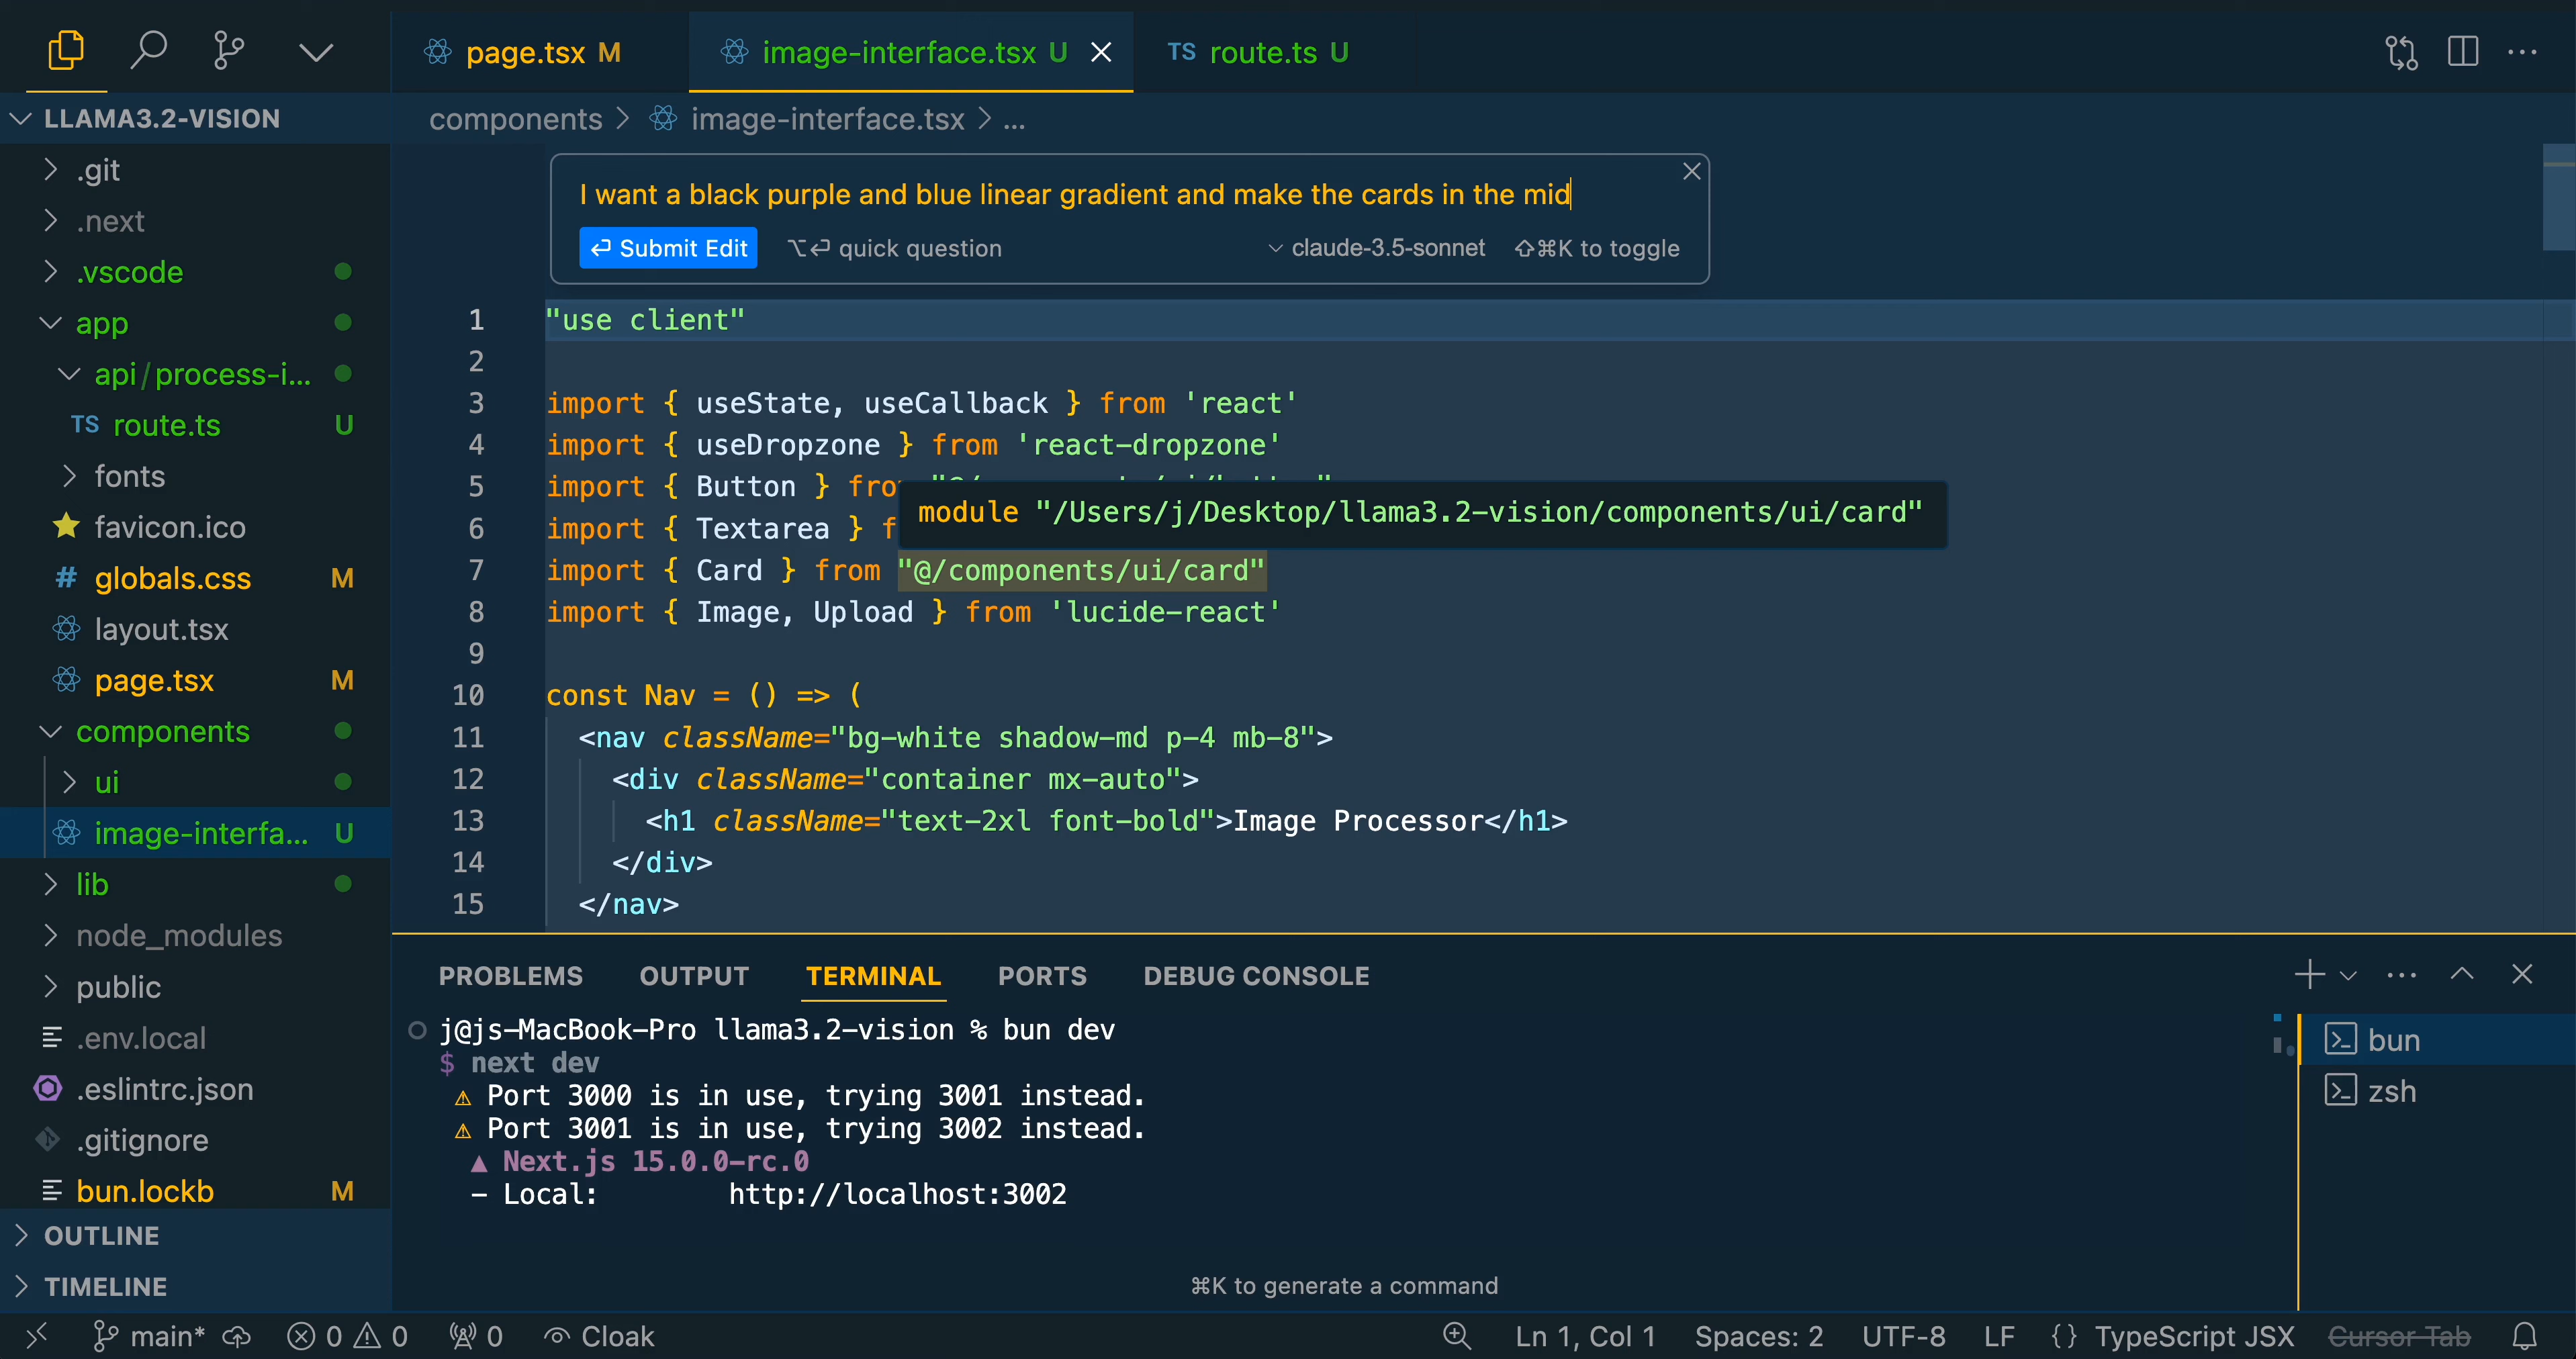 page.tsx M
image-interface.tsx U
TS route.ts U
LLAMA3.2-VISION
components > image-interface.tsx > ...
.git
.next
.vscode
app
api/process-i...
TS route.ts U
fonts
favicon.ico
# globals.css M
layout.tsx
page.tsx M
components
ui
image-interfa... U
lib
node_modules
public
.env.local
.eslintrc.json
.gitignore
bun.lockb M
OUTLINE
TIMELINE
I want a black purple and blue linear gradient and make the cards in the mid
⏎ Submit Edit ⌥⏎ quick question claude-3.5-sonnet ⇧⌘K to toggle
1 "use client"
2
3 import { useState, useCallback } from 'react'
4 import { useDropzone } from 'react-dropzone'
5 import { Button } fro
6 import { Textarea } f
module "/Users/j/Desktop/llama3.2-vision/components/ui/card"
7 import { Card } from "@/components/ui/card"
8 import { Image, Upload } from 'lucide-react'
9
10 const Nav = () => (
11 <nav className="bg-white shadow-md p-4 mb-8">
12 <div className="container mx-auto">
13 <h1 className="text-2xl font-bold">Image Processor</h1>
14 </div>
15 </nav>
PROBLEMS OUTPUT TERMINAL PORTS DEBUG CONSOLE
j@js-MacBook-Pro llama3.2-vision % bun dev
$ next dev
⚠ Port 3000 is in use, trying 3001 instead.
⚠ Port 3001 is in use, trying 3002 instead.
▲ Next.js 15.0.0-rc.0
- Local: http://localhost:3002
⌘K to generate a command
bun
zsh
main* 0 0 0 Cloak Ln 1, Col 1 Spaces: 2 UTF-8 LF {} TypeScript JSX Cursor Tab